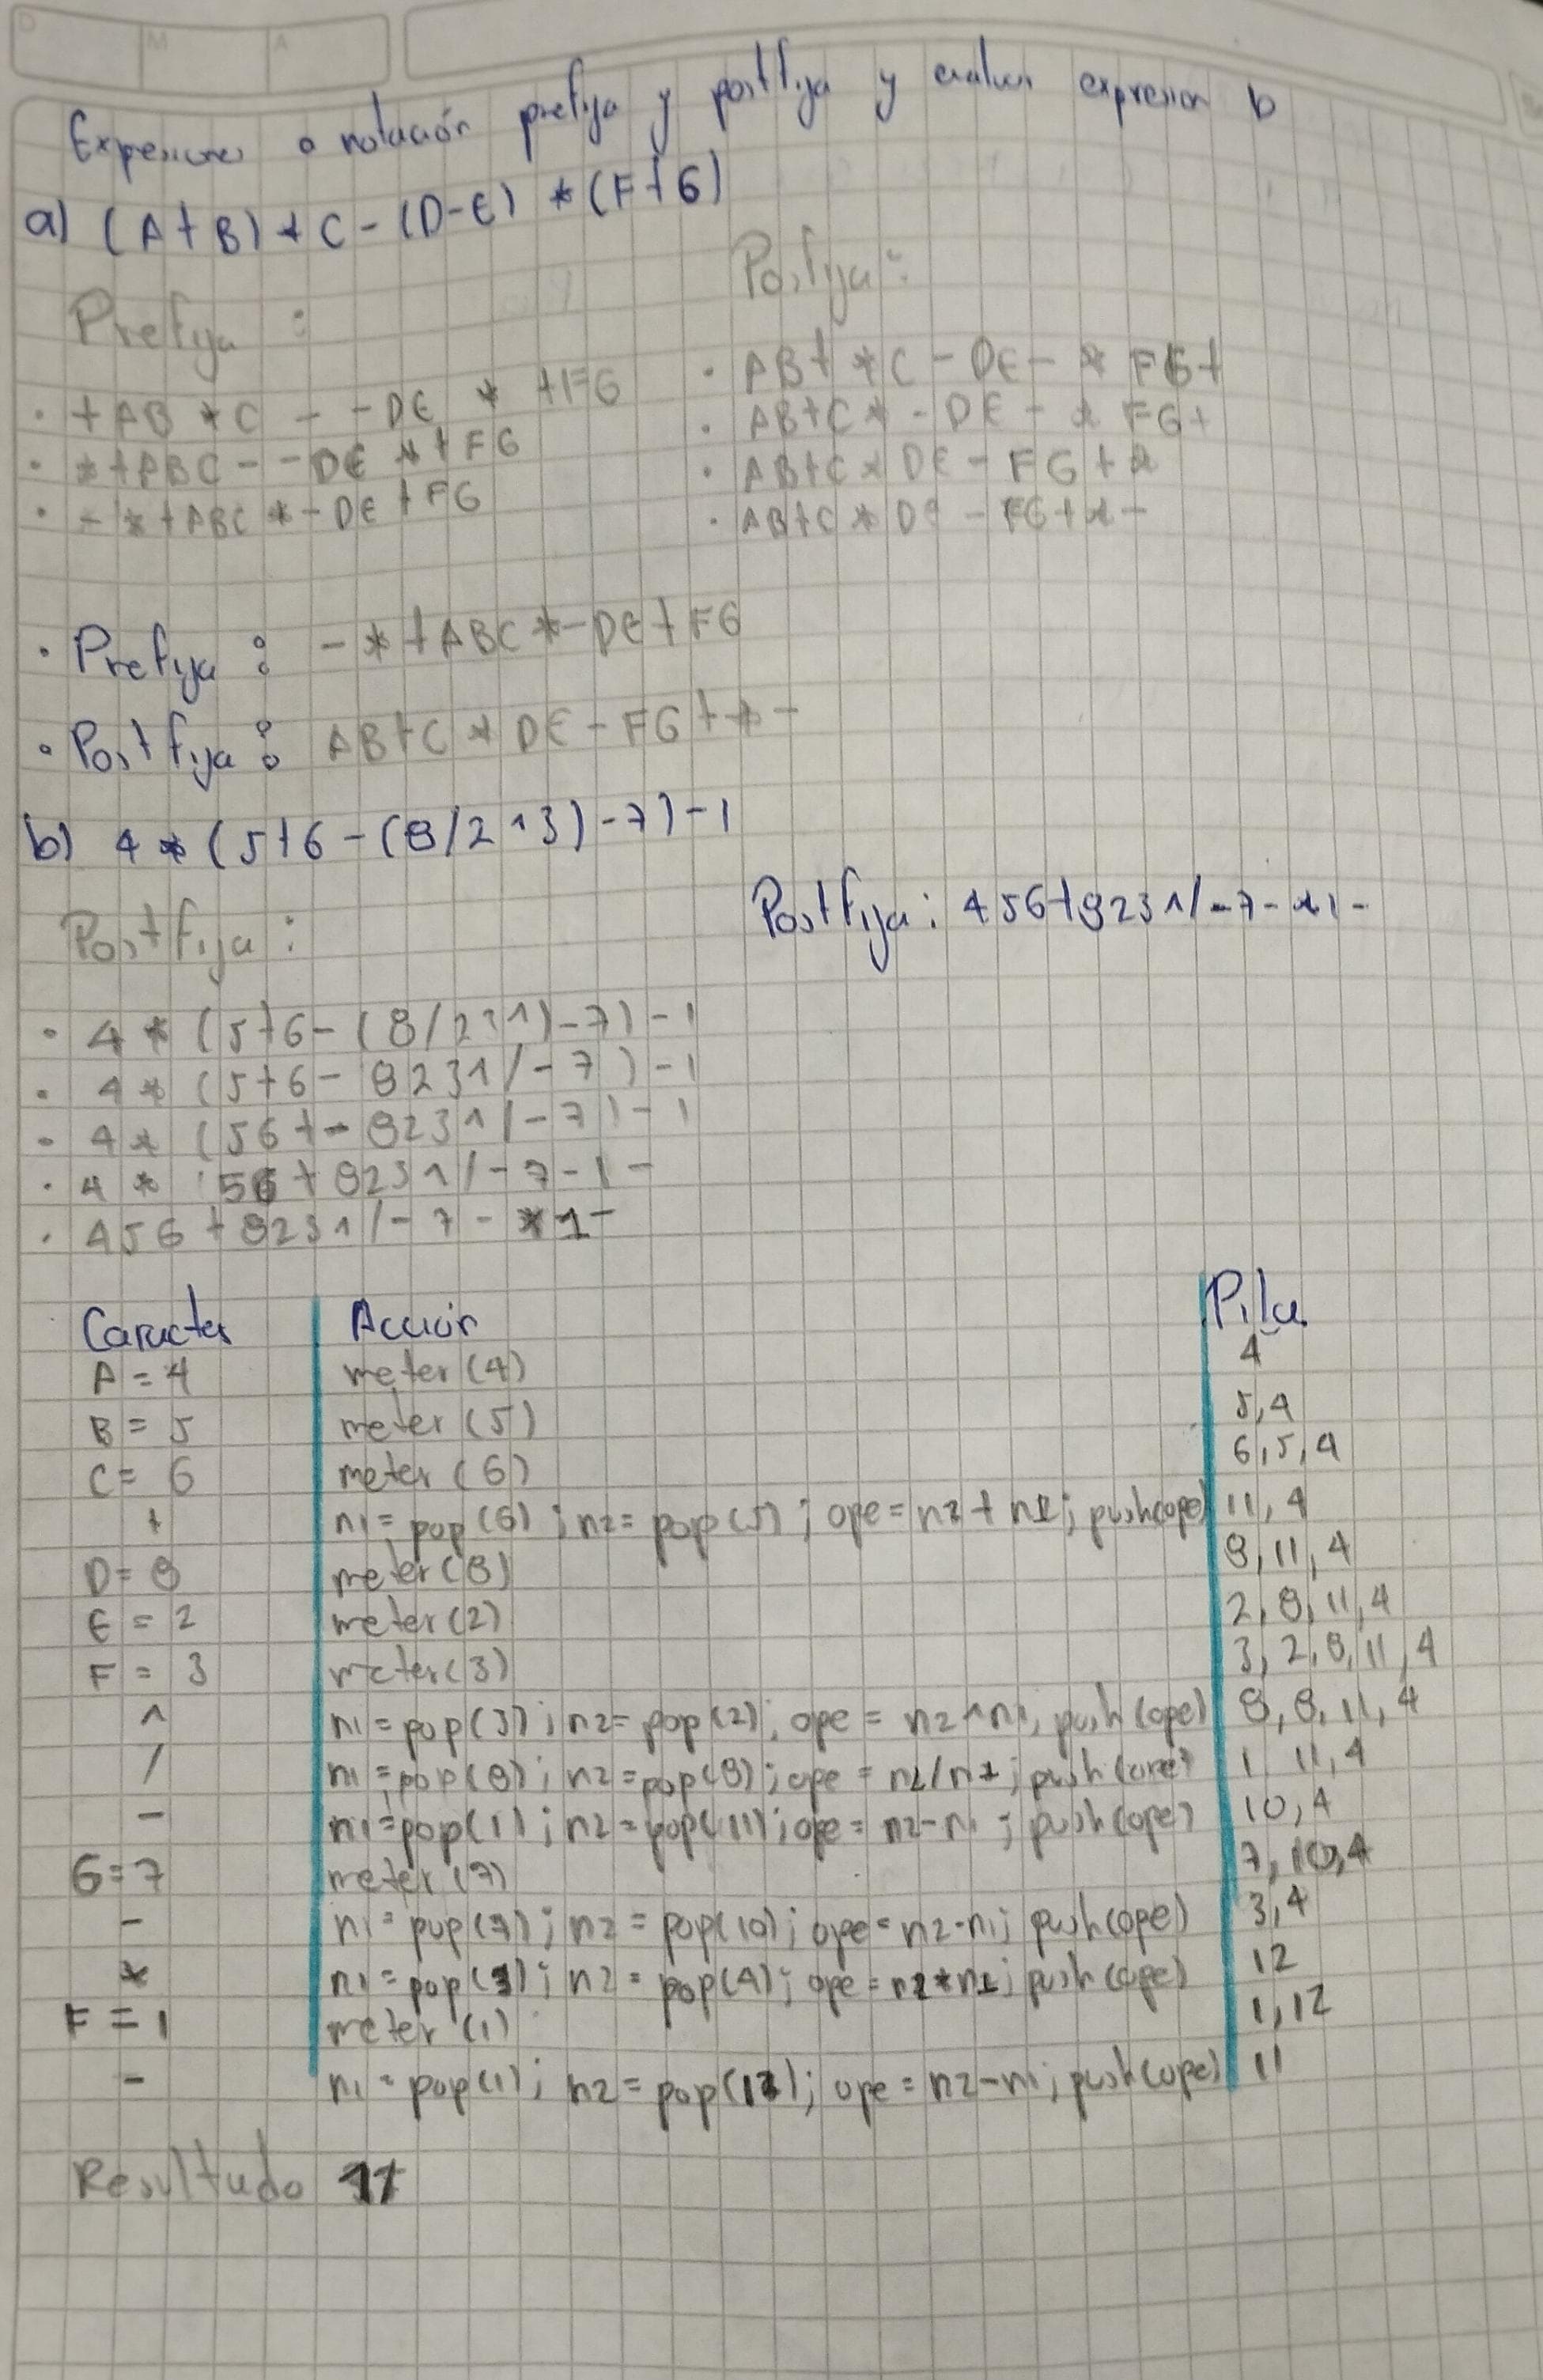 D M A
Expresiones a notación prefija y postfija y evaluar expresion b
a) (A+B)*C-(D-E)*(F+G)
Prefija :
Posfija :
· +AB*C - -DE * +FG
· *+ABC - -DE *+FG
· -*+ABC*-DE+FG
· AB+ *C - DE- * FG+
· AB+C* - DE - * FG+
· AB+C*DE-FG+*
· AB+C*DE-FG+*-
· Prefija : -*+ABC*-DE+FG
· Postfija : AB+C*DE-FG+*-
b) 4*(5+6-(8/2^3)-7)-1
Postfija : 456+823^/-7-*1-
Postfija :
· 4*(5+6-(8/23^)-7)-1
· 4*(5+6-823^/-7)-1
· 4*(56+-823^/-7)-1
· 4* 56+823^/-7-1-
· 456+823^/-7-*1-
Caracter Acción Pila
A=4 meter(4) 4
B=5 meter(5) 5,4
C=6 meter(6) 6,5,4
+ n1=pop(6); n2=pop(5); ope=n2+n1; push(ope) 11,4
D=8 meter(8) 8,11,4
E=2 meter(2) 2,8,11,4
F=3 meter(3) 3,2,8,11,4
^ n1=pop(3); n2=pop(2); ope=n2^n1; push(ope) 8,8,11,4
/ n1=pop(8); n2=pop(8); ope=n2/n1; push(ope) 1 11,4
- n1=pop(1); n2=pop(11); ope=n2-n1; push(ope) 10,4
G=7 meter(7) 7,10,4
- n1=pop(7); n2=pop(10); ope=n2-n1; push(ope) 3,4
* n1=pop(3); n2=pop(4); ope=n2*n1; push(ope) 12
F=1 meter(1) 1,12
- n1=pop(1); n2=pop(12); ope=n2-n1; push(ope) 11
Resultado 11